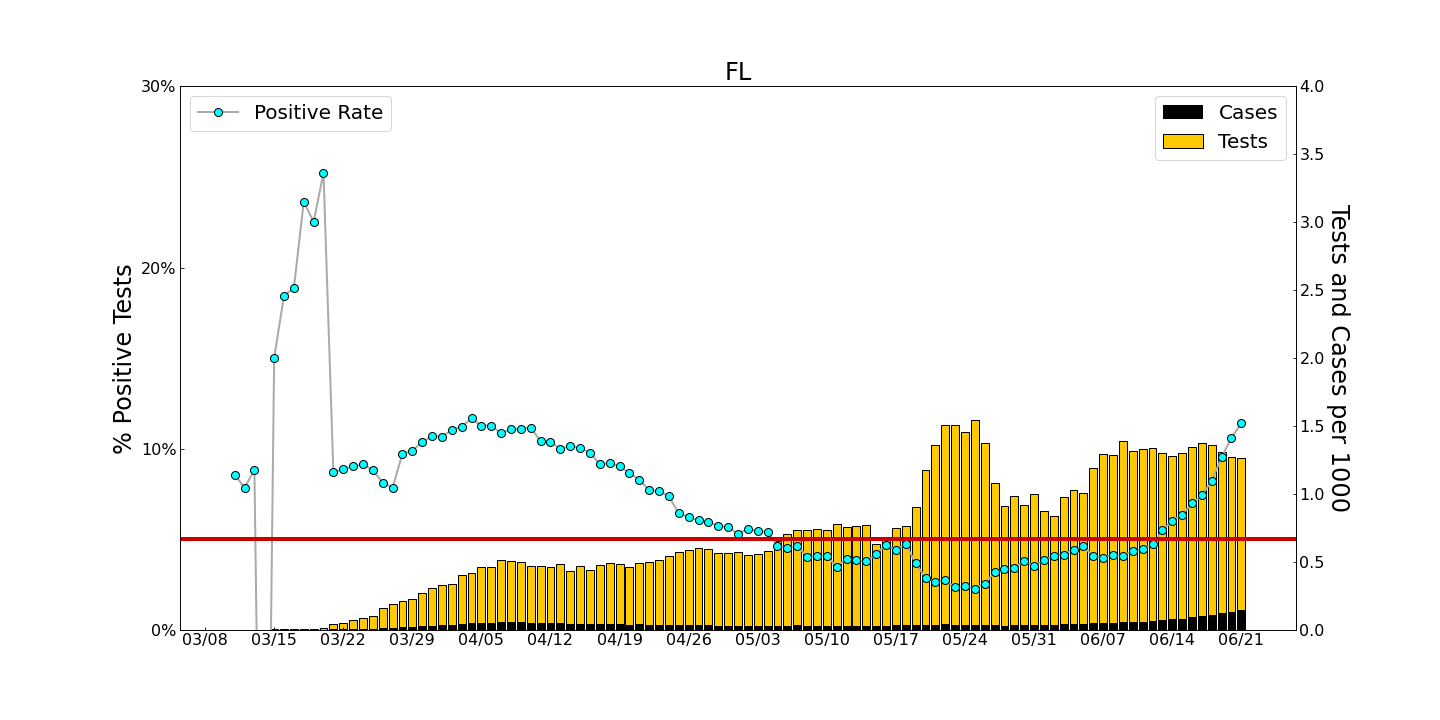 FL
30%
20%
10%
0%
% Positive Tests
Positive Rate
Cases
Tests
4.0
3.5
3.0
2.5
2.0
1.5
1.0
0.5
0.0
Tests and Cases per 1000
03/08 03/15 03/22 03/29 04/05 04/12 04/19 04/26 05/03 05/10 05/17 05/24 05/31 06/07 06/14 06/21